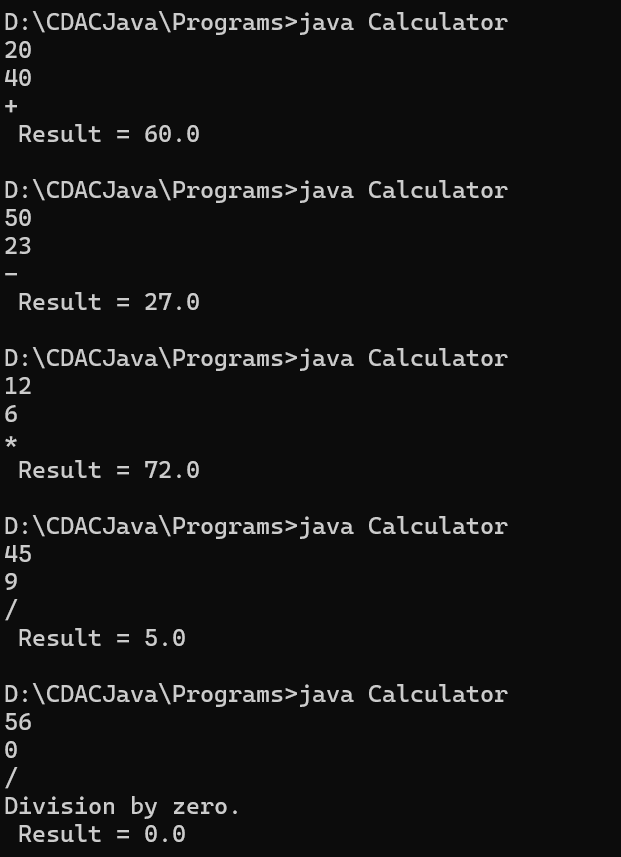 D:\CDACJava\Programs>java Calculator
20
40
+
 Result = 60.0
D:\CDACJava\Programs>java Calculator
50
23
-
 Result = 27.0
D:\CDACJava\Programs>java Calculator
12
6
*
 Result = 72.0
D:\CDACJava\Programs>java Calculator
45
9
/
 Result = 5.0
D:\CDACJava\Programs>java Calculator
56
0
/
Division by zero.
 Result = 0.0